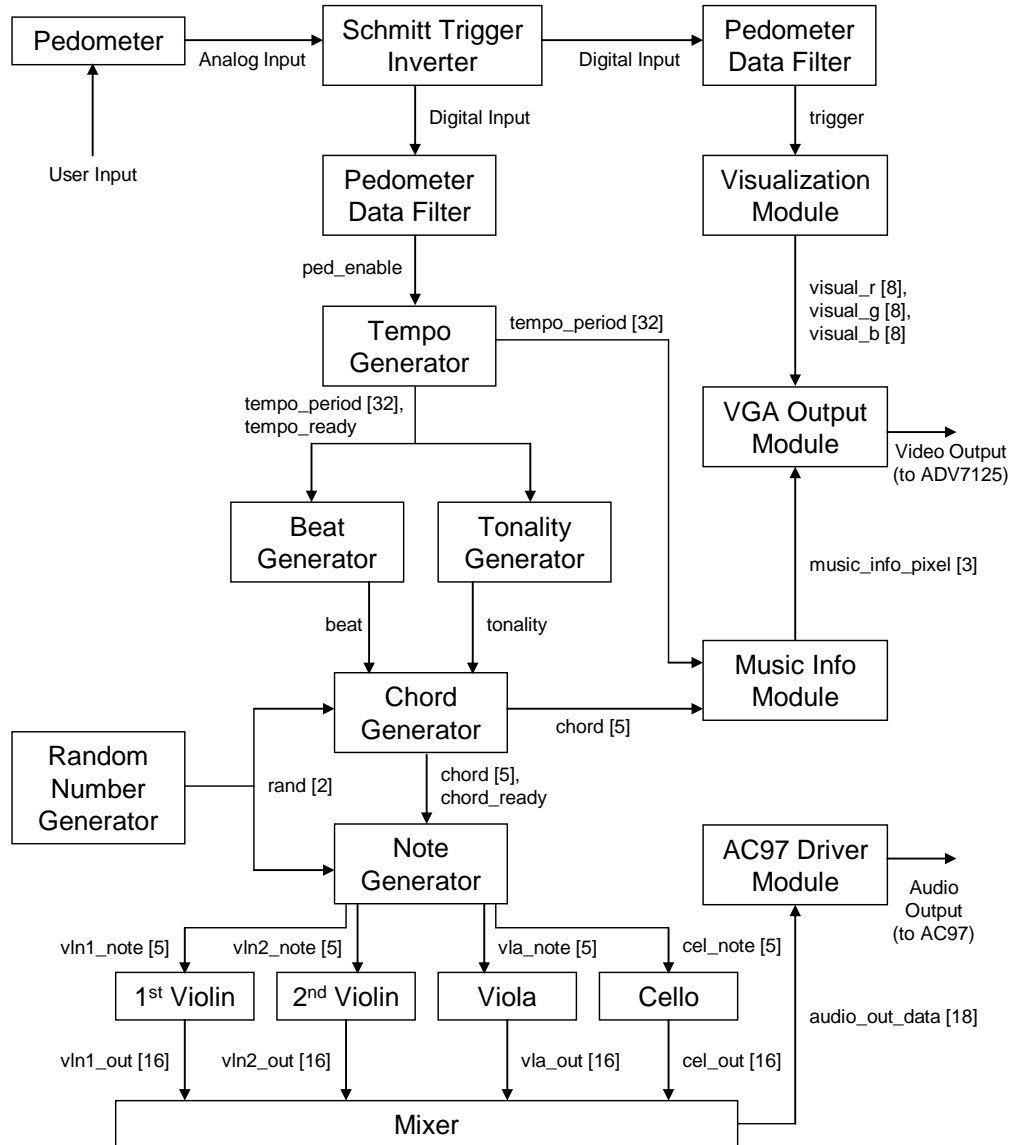 Pedometer
Analog Input
Schmitt Trigger
Inverter
Digital Input
Pedometer
Data Filter
User Input
Digital Input
trigger
Pedometer
Data Filter
Visualization
Module
ped_enable
visual_r [8],
visual_g [8],
visual_b [8]
Tempo
Generator
tempo_period [32]
tempo_period [32],
tempo_ready
VGA Output
Module
Video Output
(to ADV7125)
Beat
Generator
Tonality
Generator
music_info_pixel [3]
beat
tonality
Music Info
Module
Chord
Generator
chord [5]
Random
Number
Generator
rand [2]
chord [5],
chord_ready
Note
Generator
AC97 Driver
Module
Audio
Output
(to AC97)
vln1_note [5]
vln2_note [5]
vla_note [5]
cel_note [5]
1st Violin
2nd Violin
Viola
Cello
audio_out_data [18]
vln1_out [16]
vln2_out [16]
vla_out [16]
cel_out [16]
Mixer